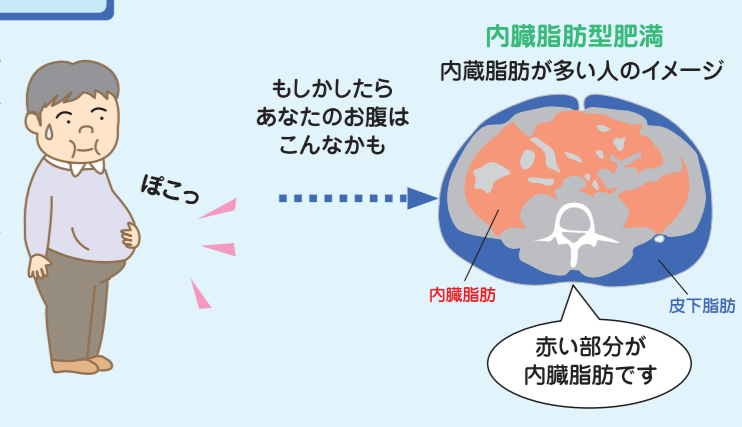 内臓脂肪型肥満
内蔵脂肪が多い人のイメージ
もしかしたら
あなたのお腹は
こんなかも
ぽこっ
内臓脂肪
皮下脂肪
赤い部分が
内臓脂肪です